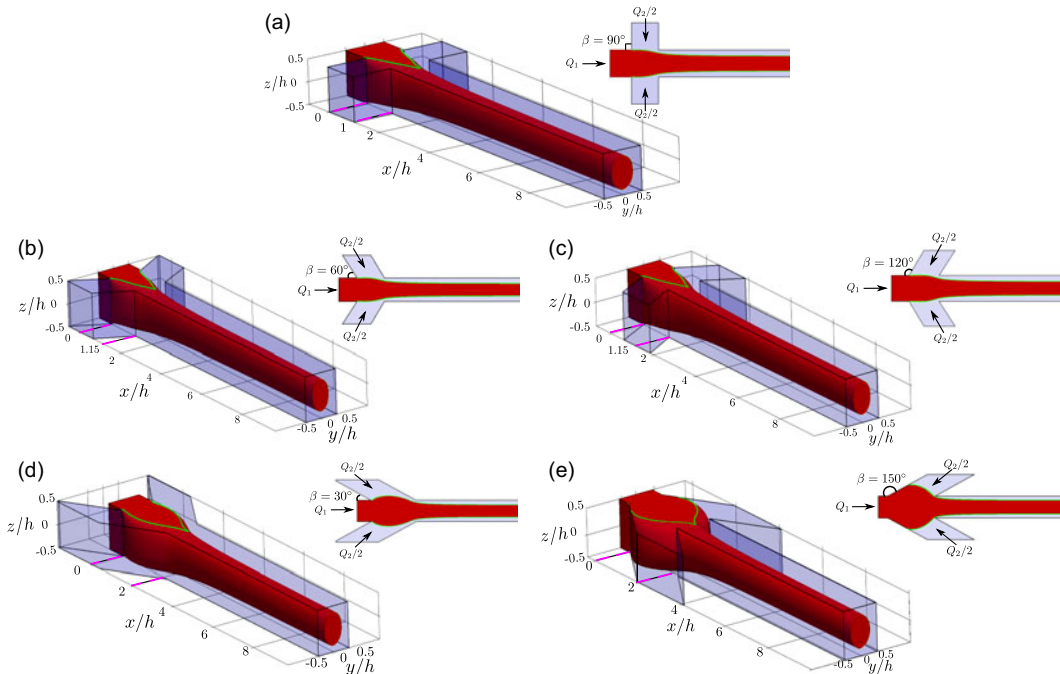 (a)
Q₂/2
β = 90°
Q₁
Q₂/2
z/h
0.5
0
-0.5
0
1
2
4
6
8
x/h
-0.5
0
0.5
y/h
(b)
Q₂/2
β = 60°
Q₁
Q₂/2
z/h
0.5
0
-0.5
0
1.15
2
4
6
8
x/h
-0.5
0
0.5
y/h
(c)
Q₂/2
β = 120°
Q₁
Q₂/2
z/h
0.5
0
-0.5
0
1.15
2
4
6
8
x/h
-0.5
0
0.5
y/h
(d)
Q₂/2
β = 30°
Q₁
Q₂/2
z/h
0.5
0
-0.5
0
2
4
6
8
x/h
-0.5
0
0.5
y/h
(e)
Q₂/2
β = 150°
Q₁
Q₂/2
z/h
0.5
0
-0.5
0
2
4
6
8
x/h
-0.5
0
0.5
y/h